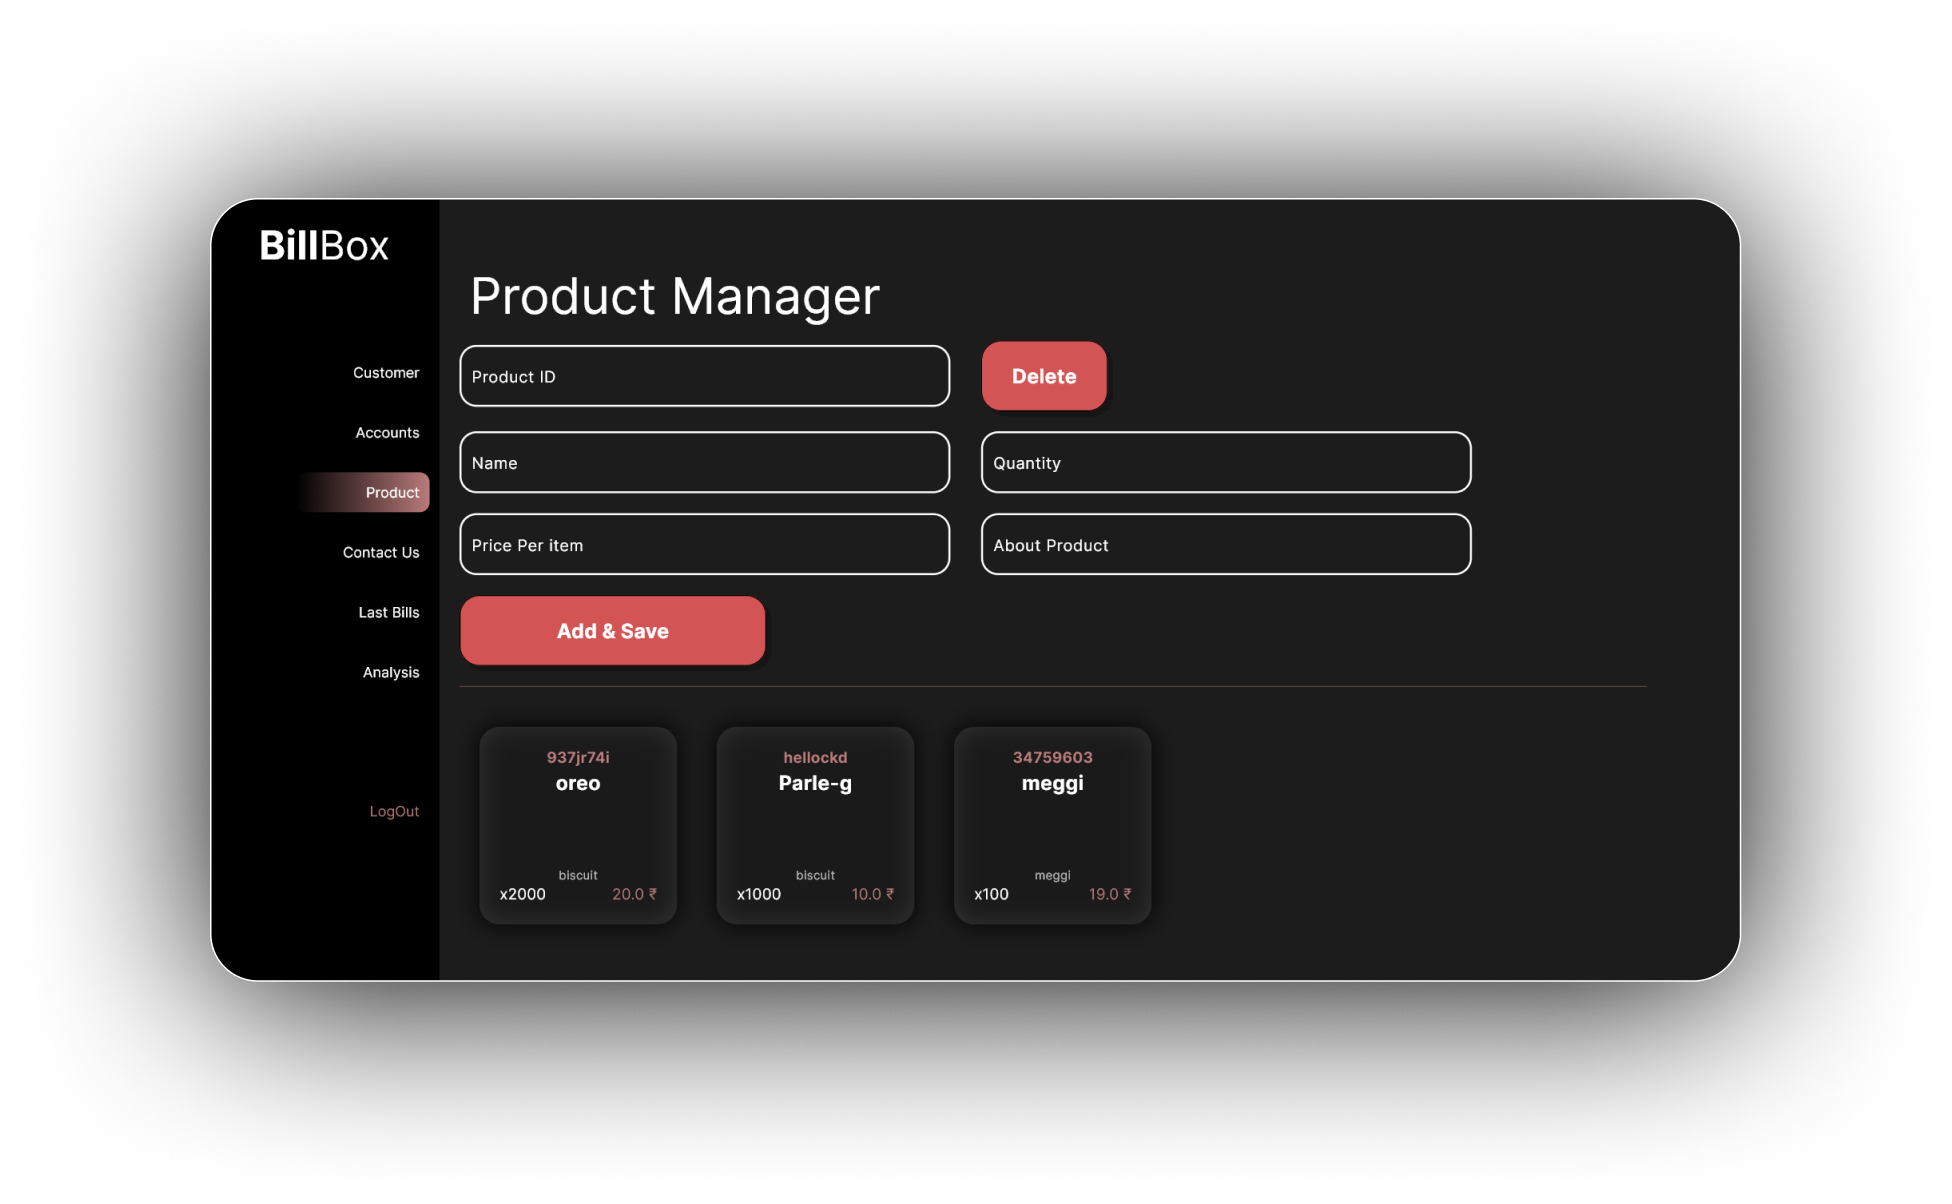 BillBox
Customer
Accounts
Product
Contact Us
Last Bills
Analysis
LogOut
Product Manager
Product ID
Delete
Name
Quantity
Price Per item
About Product
Add & Save
937jr74i
oreo
biscuit
x2000 20.0 ₹
hellockd
Parle-g
biscuit
x1000 10.0 ₹
34759603
meggi
meggi
x100 19.0 ₹